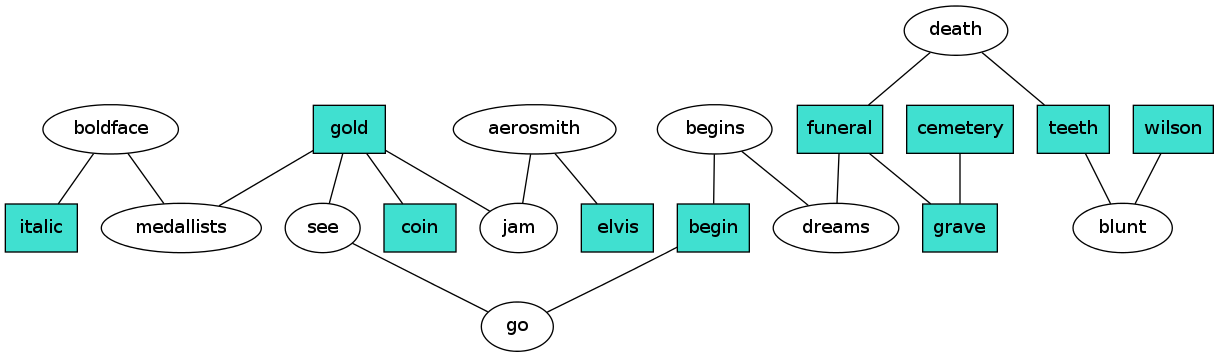 death
boldface
gold
aerosmith
begins
funeral
cemetery
teeth
wilson
italic
medallists
see
coin
jam
elvis
begin
dreams
grave
blunt
go